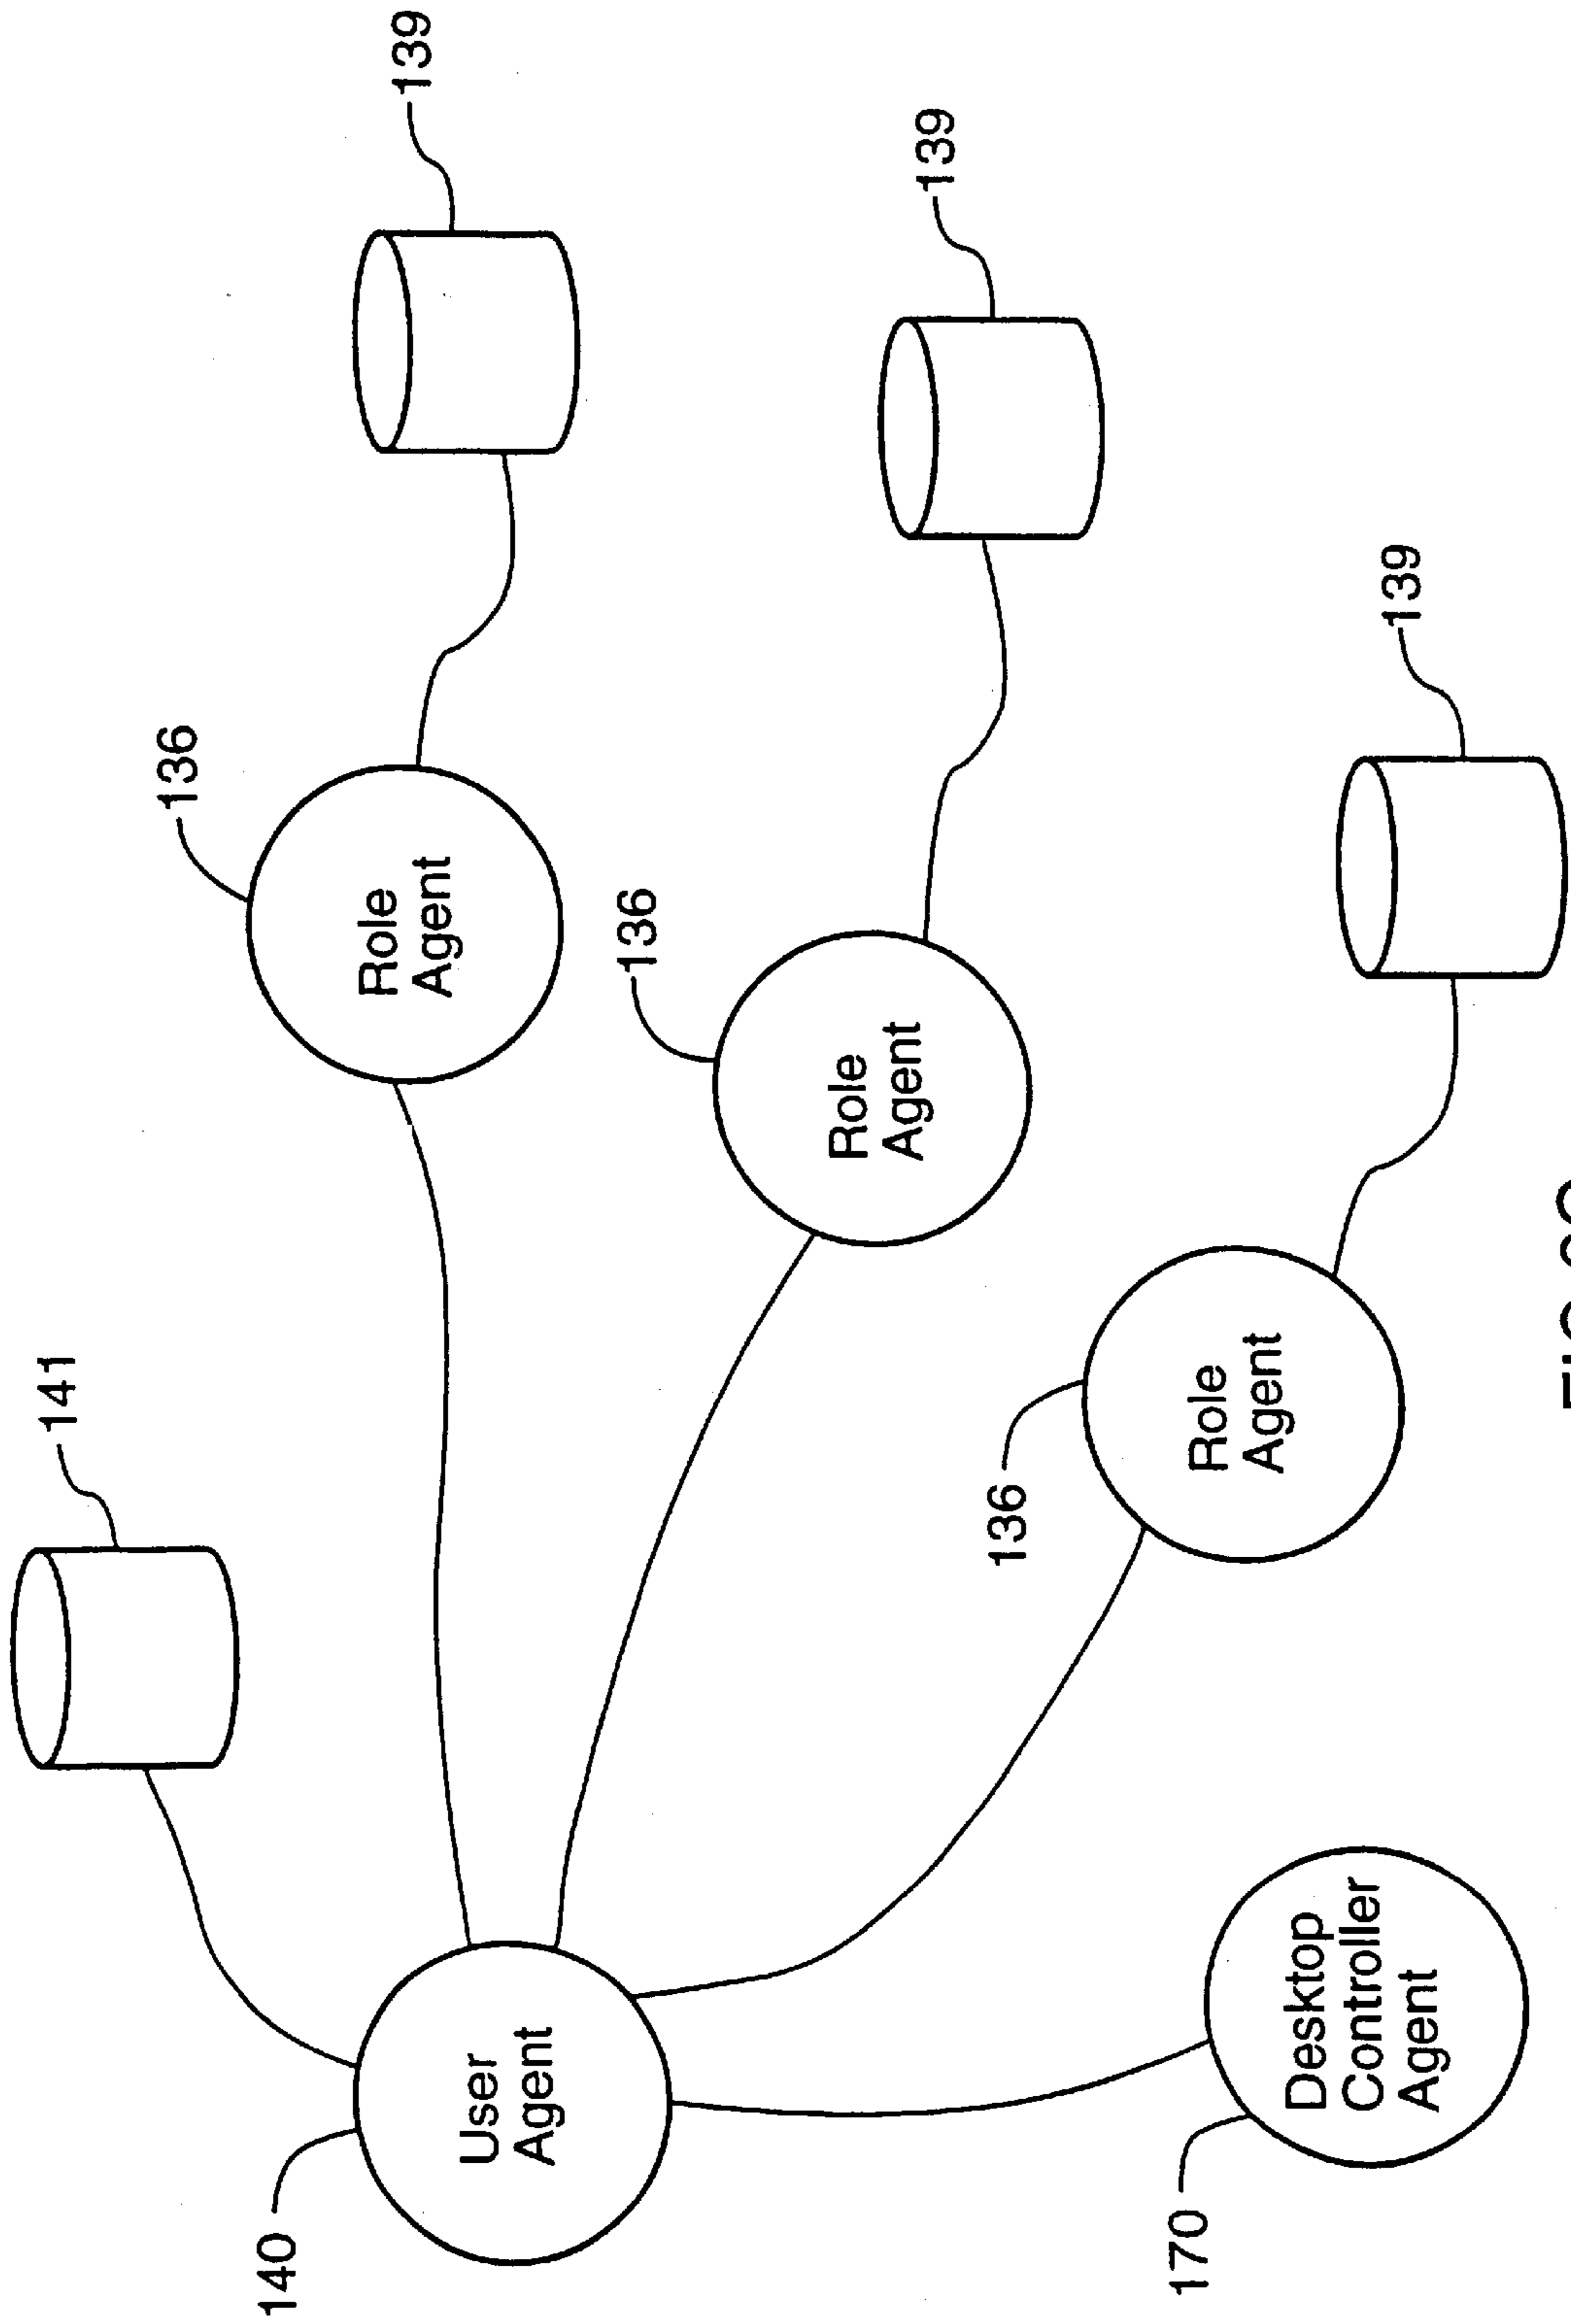 141
136
140
139
Role
Agent
User
Agent
136
Role
Agent
139
136
170
Role
Agent
Desktop
Controller
Agent
139